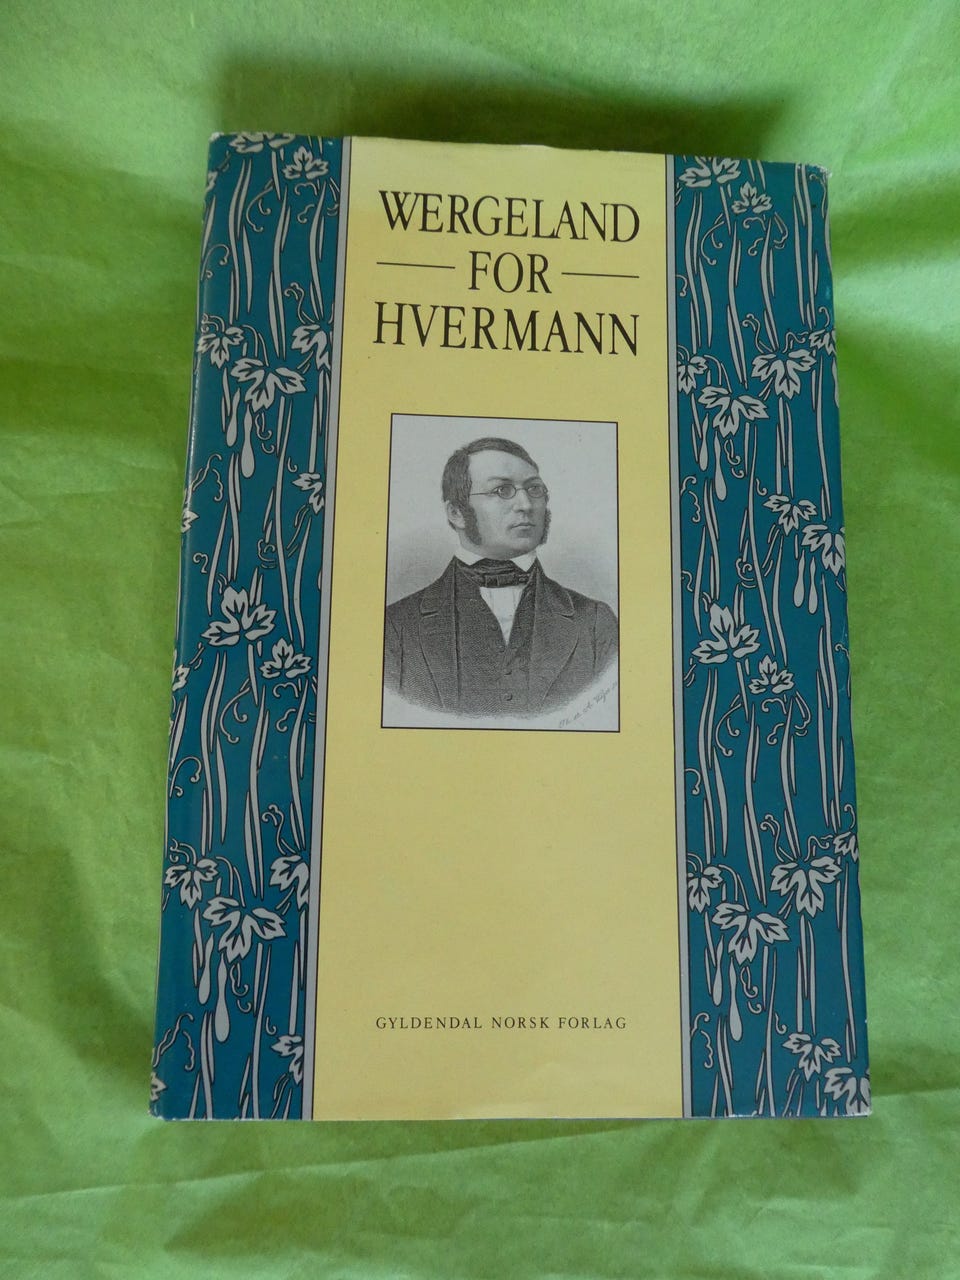 WERGELAND
FOR
HVERMANN
GYLDENDAL NORSK FORLAG